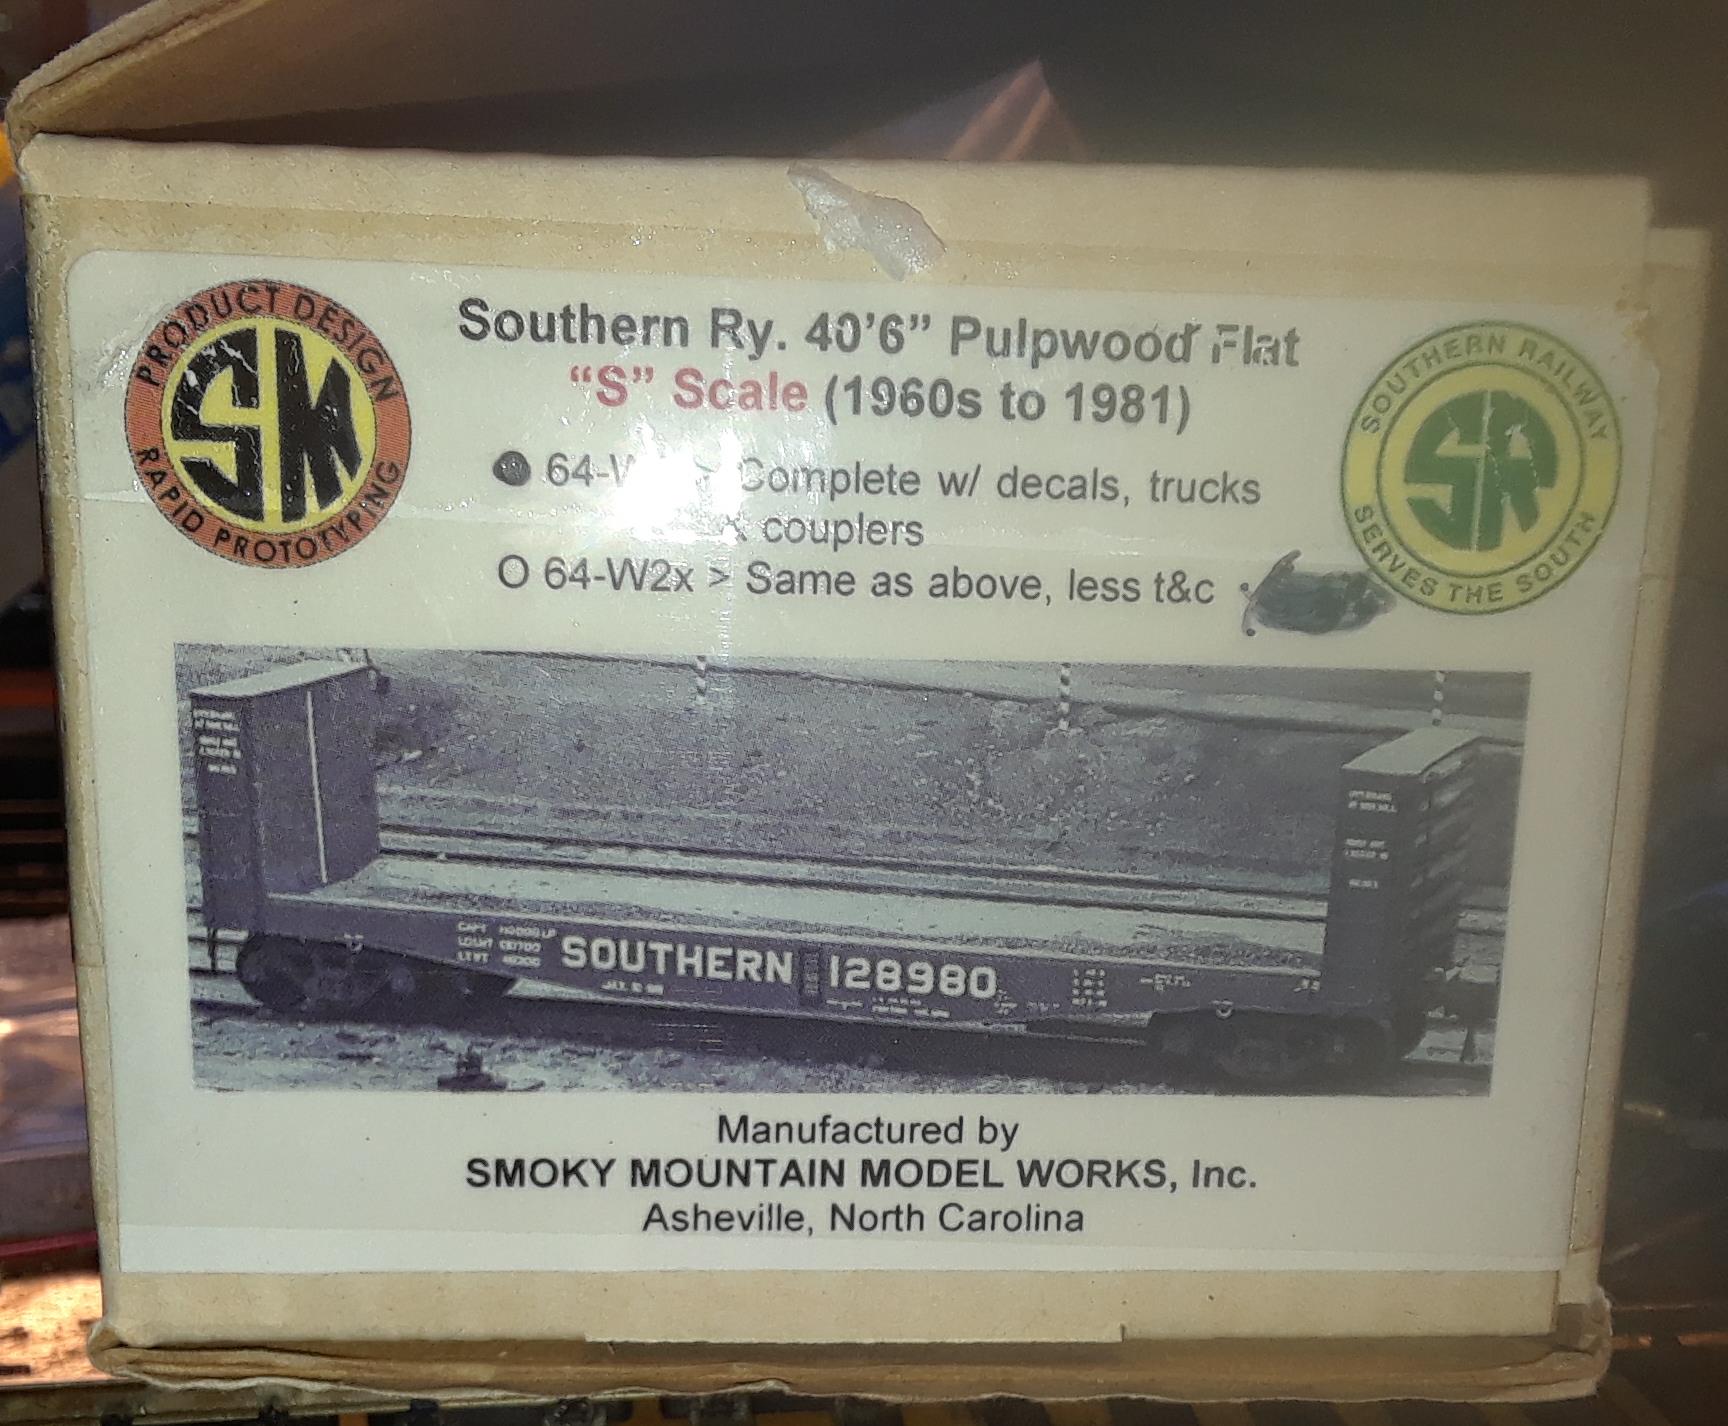 PRODUCT DESIGN
SM
RAPID PROTOTYPING
Southern Ry. 40'6” Pulpwood Flat
“S” Scale (1960s to 1981)
SOUTHERN RAILWAY
SR
SERVES THE SOUTH
64-W Complete w/ decals, trucks
couplers
O 64-W2x > Same as above, less t&c
SOUTHERN 128980
Manufactured by
SMOKY MOUNTAIN MODEL WORKS, Inc.
Asheville, North Carolina